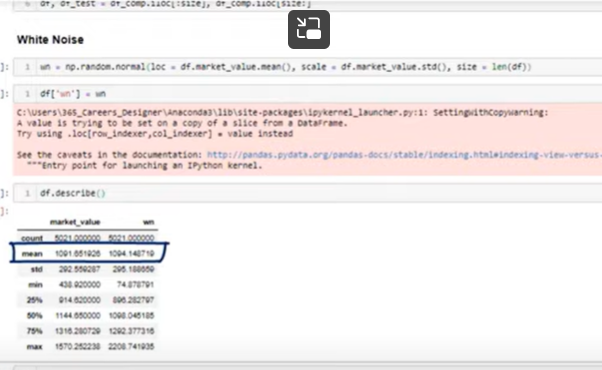 6 df, df_test = df_comp.iloc[:size], df_comp.iloc[size:]
White Noise
]: 1 wn = np.random.normal(loc = df.market_value.mean(), scale = df.market_value.std(), size = len(df))
]: 1 df['wn'] = wn
C:\Users\365_Careers_Designer\Anaconda3\lib\site-packages\ipykernel_launcher.py:1: SettingWithCopyWarning:
A value is trying to be set on a copy of a slice from a DataFrame.
Try using .loc[row_indexer,col_indexer] = value instead
See the caveats in the documentation: http://pandas.pydata.org/pandas-docs/stable/indexing.html#indexing-view-versus-
"""Entry point for launching an IPython kernel.
]: 1 df.describe()
]:
market_value wn
count 5021.000000 5021.000000
mean 1091.651926 1094.148719
std 292.559287
min 438.920000 74.878791
25% 914.620000 896.282797
50% 1144.650000 1098.046185
75% 1316.280729 1292.377316
max 1570.252238 2208.741935